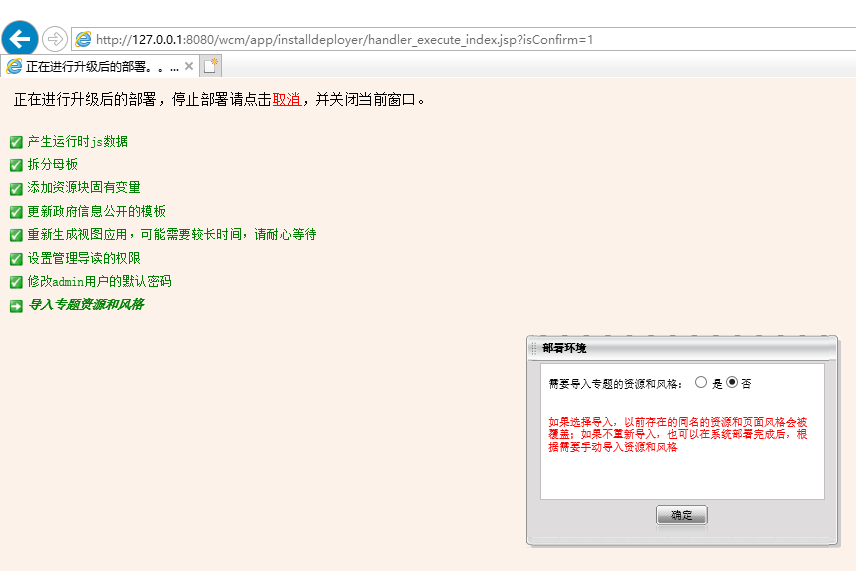 http://127.0.0.1:8080/wcm/app/installdeployer/handler_execute_index.jsp?isConfirm=1
正在进行升级后的部署。。...
正在进行升级后的部署，停止部署请点击取消，并关闭当前窗口。
产生运行时js数据
拆分母板
添加资源块固有变量
更新政府信息公开的模板
重新生成视图应用，可能需要较长时间，请耐心等待
设置管理导读的权限
修改admin用户的默认密码
导入专题资源和风格
部署环境
需要导入专题的资源和风格： 是 否
如果选择导入，以前存在的同名的资源和页面风格会被
覆盖；如果不重新导入，也可以在系统部署完成后，根
据需要手动导入资源和风格
确定